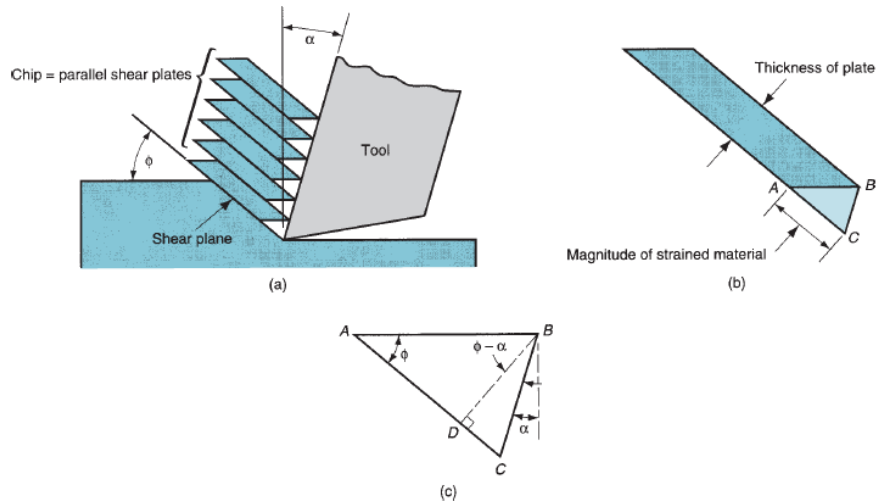 α
Chip = parallel shear plates
Tool
ϕ
Shear plane
(a)
Thickness of plate
A
B
C
Magnitude of strained material
(b)
A
B
ϕ
ϕ – α
D
α
C
(c)